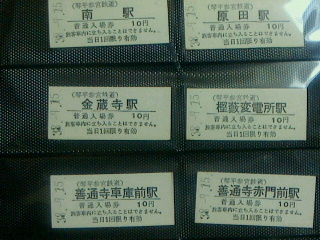 (琴平参宮鉄道)
南 駅
普通入場券 10円
旅客車内に立ち入ることはできません。
当日1回限り有効
(琴平参宮鉄道)
原田駅
普通入場券 10円
旅客車内に立ち入ることはできません。
当日1回限り有効
(琴平参宮鉄道)
金蔵寺駅
普通入場券 10円
旅客車内に立ち入ることはできません。
当日1回限り有効
(琴平参宮鉄道)
変電所駅
普通入場券 10円
旅客車内に立ち入ることはできません。
当日1回限り有効
(琴平参宮鉄道)
善通寺車庫前駅
普通入場券 10円
旅客車内に立ち入ることはできません。
当日1回限り有効
(琴平参宮鉄道)
善通寺赤門前駅
普通入場券 10円
旅客車内に立ち入ることはできません。
当日1回限り有効